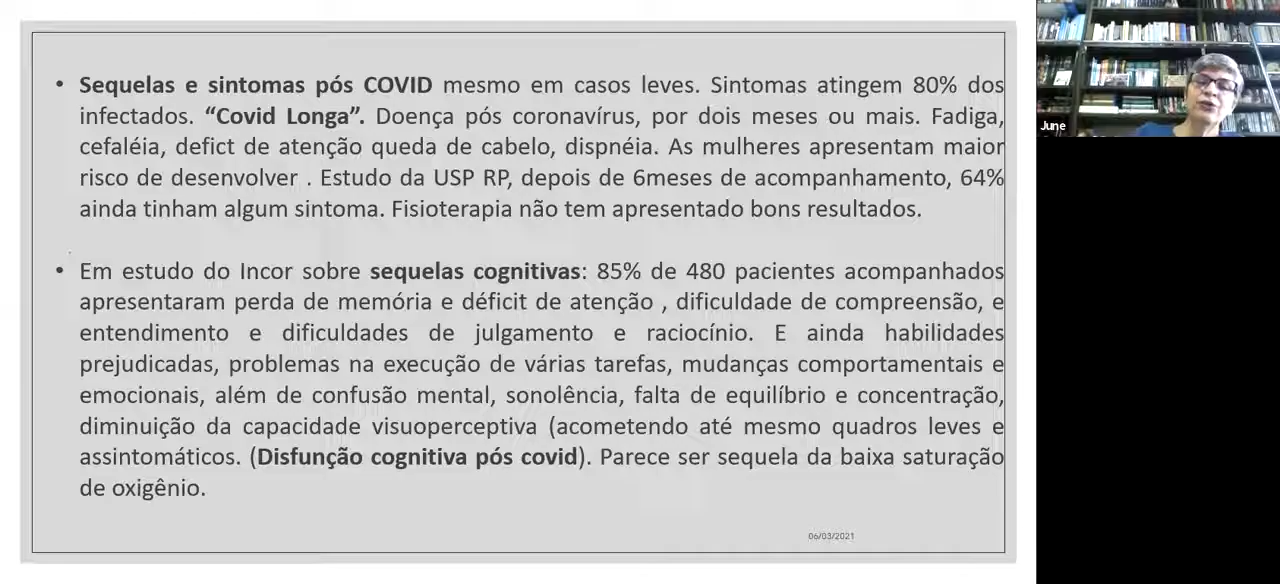 • Sequelas e sintomas pós COVID mesmo em casos leves. Sintomas atingem 80% dos
infectados. “Covid Longa”. Doença pós coronavírus, por dois meses ou mais. Fadiga,
cefaléia, defict de atenção queda de cabelo, dispnéia. As mulheres apresentam maior
risco de desenvolver . Estudo da USP RP, depois de 6meses de acompanhamento, 64%
ainda tinham algum sintoma. Fisioterapia não tem apresentado bons resultados.
• Em estudo do Incor sobre sequelas cognitivas: 85% de 480 pacientes acompanhados
apresentaram perda de memória e déficit de atenção , dificuldade de compreensão, e
entendimento e dificuldades de julgamento e raciocínio. E ainda habilidades
prejudicadas, problemas na execução de várias tarefas, mudanças comportamentais e
emocionais, além de confusão mental, sonolência, falta de equilíbrio e concentração,
diminuição da capacidade visuoperceptiva (acometendo até mesmo quadros leves e
assintomáticos. (Disfunção cognitiva pós covid). Parece ser sequela da baixa saturação
de oxigênio.
06/03/2021
June